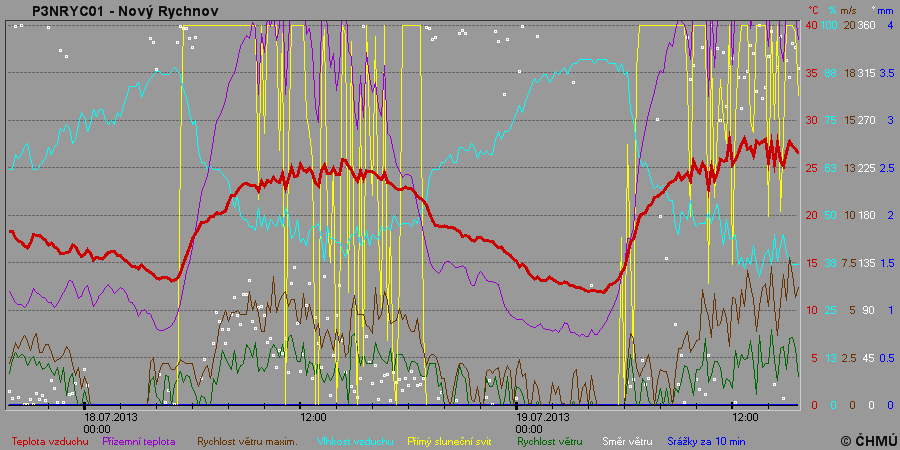 P3NRYC01 - Nový Rychnov
°C % m/s ° mm
40 100 20 360 4
35 88 18 315 3.5
30 75 15 270 3
25 63 13 225 2.5
20 50 10 180 2
15 38 7.5 135 1.5
10 25 5 90 1
5 13 2.5 45 0.5
0 0 0 0 0
18.07.2013 12:00 19.07.2013 12:00
00:00 00:00
Teplota vzduchu Přízemní teplota Rychlost větru maxim. Vlhkost vzduchu Přímý sluneční svit Rychlost větru Směr větru Srážky za 10 min © ČHMÚ